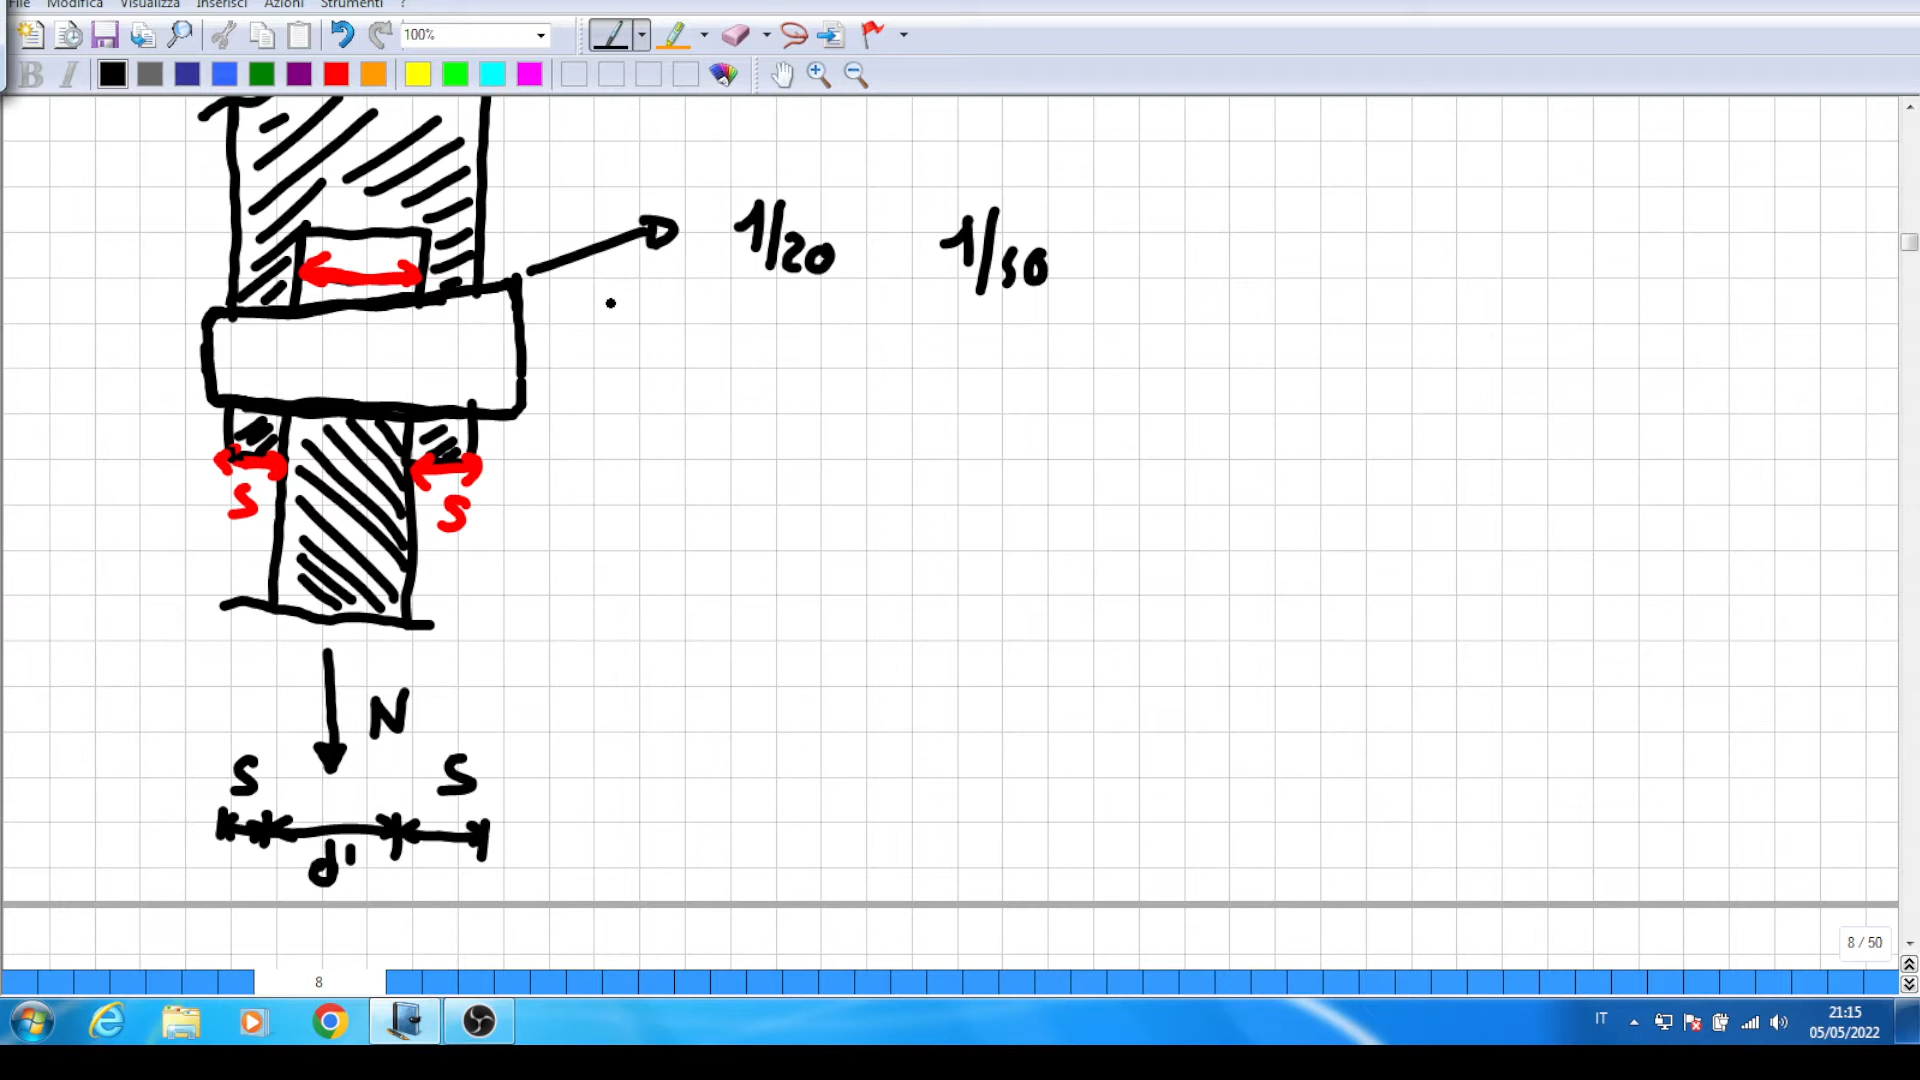 File Modifica Visualizza Inserisci Azioni Strumenti ?
100%
B I
1/20 1/50
S S
N
S S
d'
8 / 50
8
IT
21:15
05/05/2022